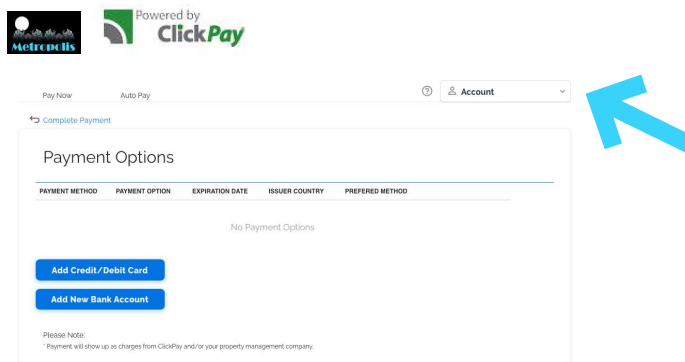 Powered by
ClickPay
Metropolis
Pay Now Auto Pay Account
Complete Payment
Payment Options
PAYMENT METHOD PAYMENT OPTION EXPIRATION DATE ISSUER COUNTRY PREFERED METHOD
No Payment Options
Add Credit/Debit Card
Add New Bank Account
Please Note:
* Payment will show up as charges from ClickPay and/or your property management company.